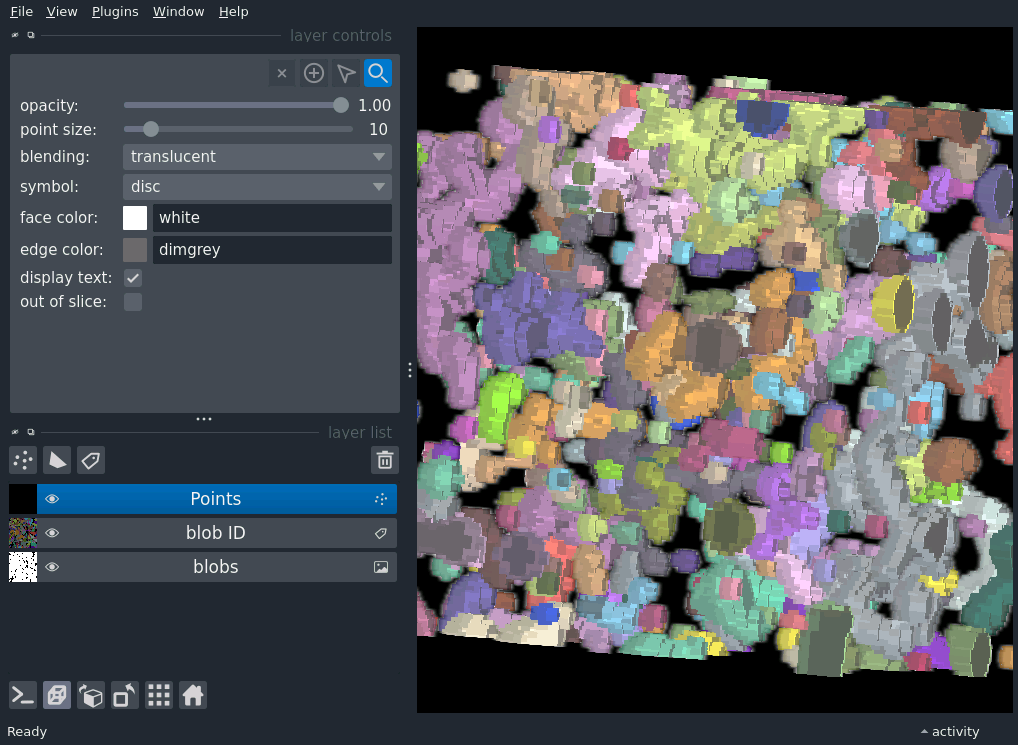 File View Plugins Window Help
layer controls
opacity: 1.00
point size: 10
blending: translucent
symbol: disc
face color: white
edge color: dimgrey
display text:
out of slice:
layer list
Points
blob ID
blobs
Ready
activity